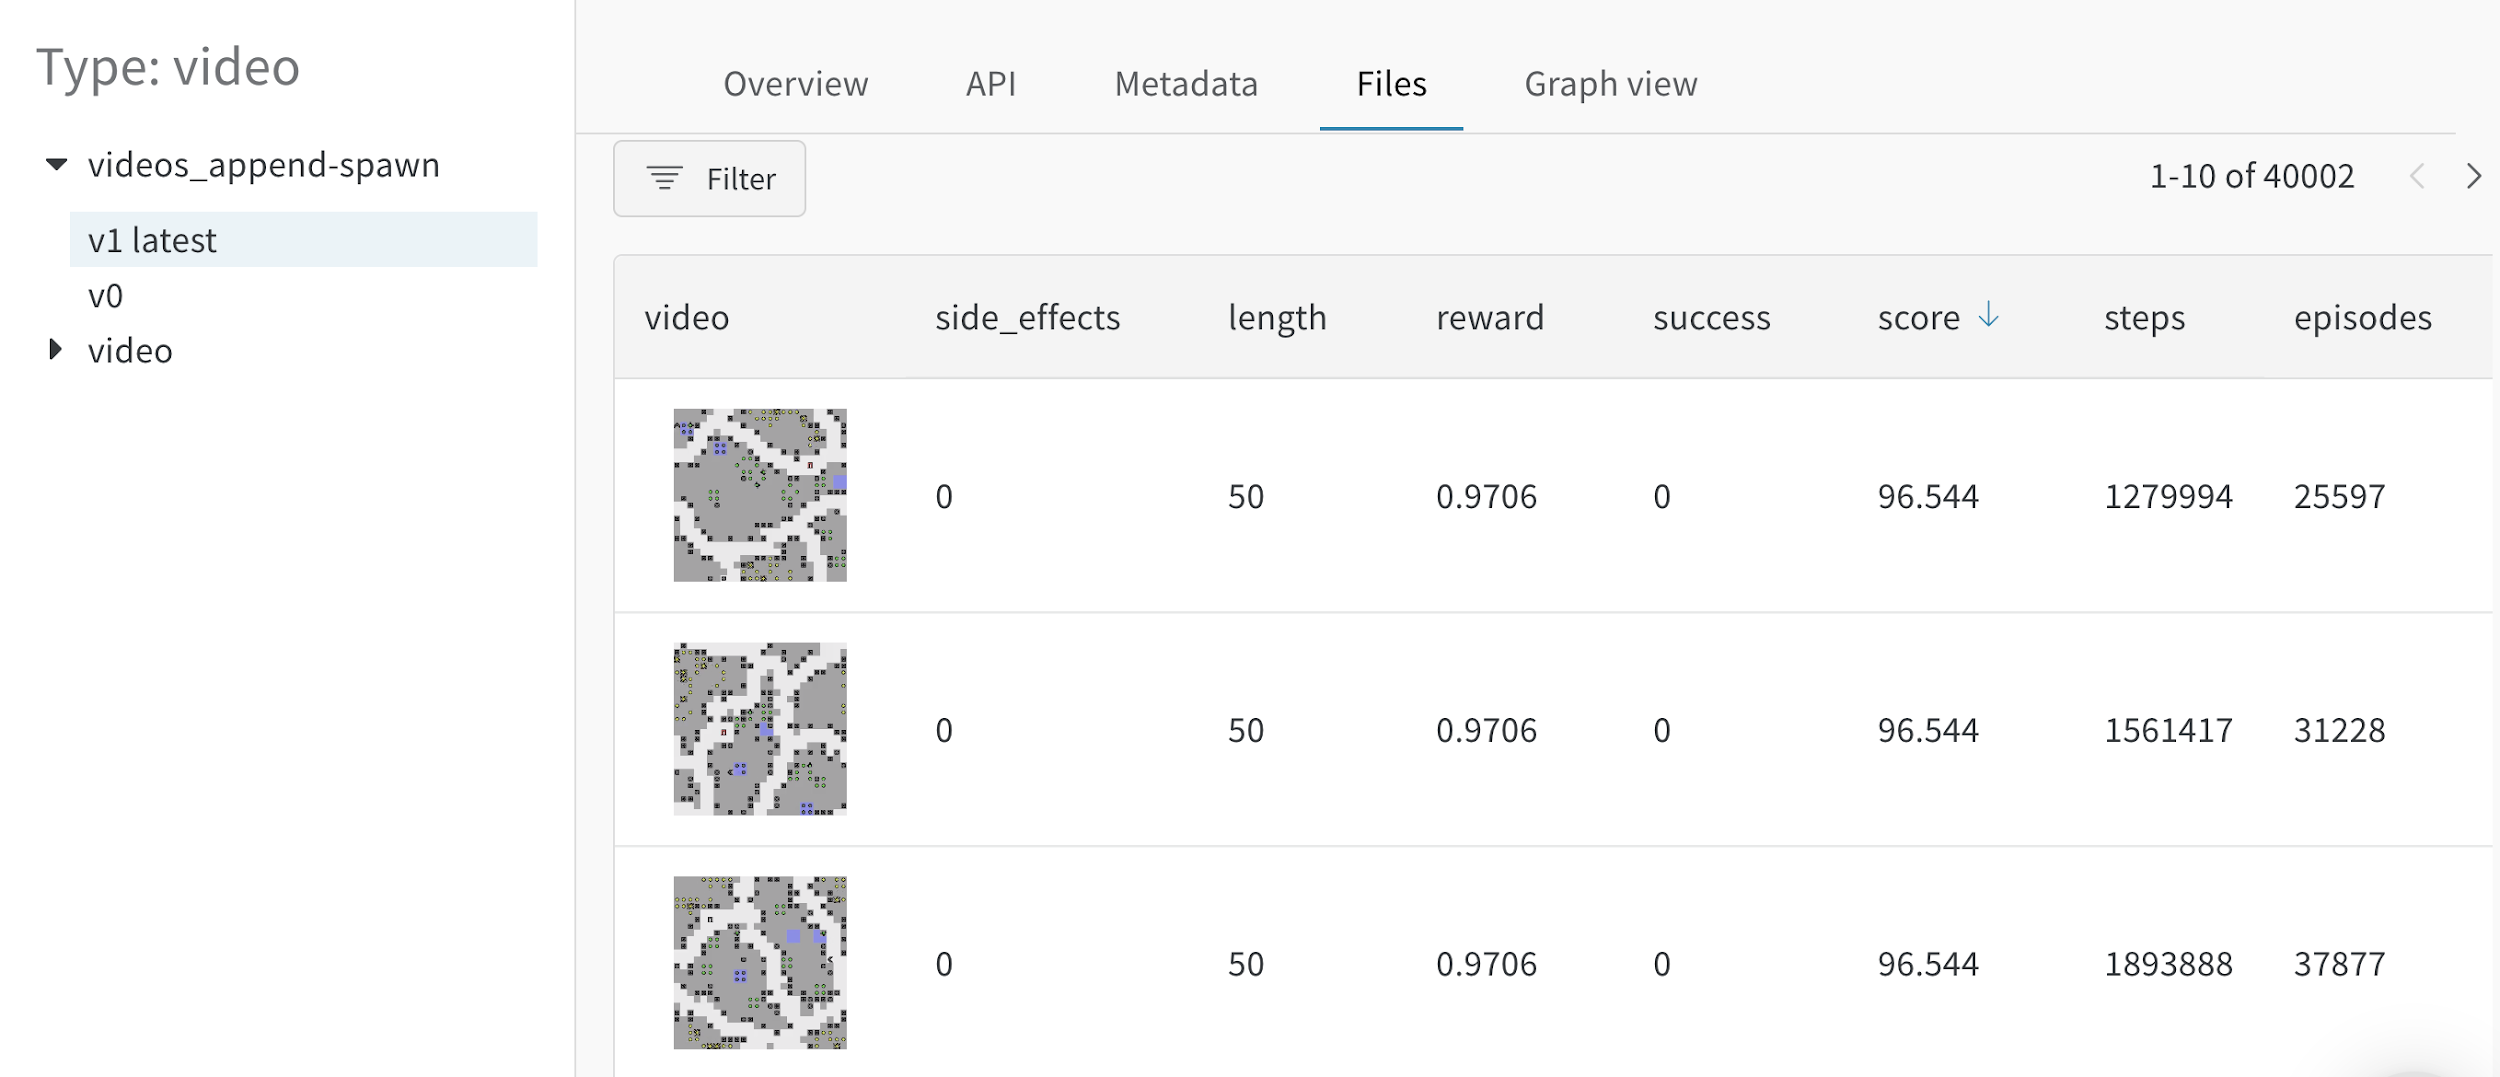 Type: video
videos_append-spawn
v1 latest
v0
video
Overview API Metadata Files Graph view
Filter
1-10 of 40002
video side_effects length reward success score steps episodes
0 50 0.9706 0 96.544 1279994 25597
0 50 0.9706 0 96.544 1561417 31228
0 50 0.9706 0 96.544 1893888 37877